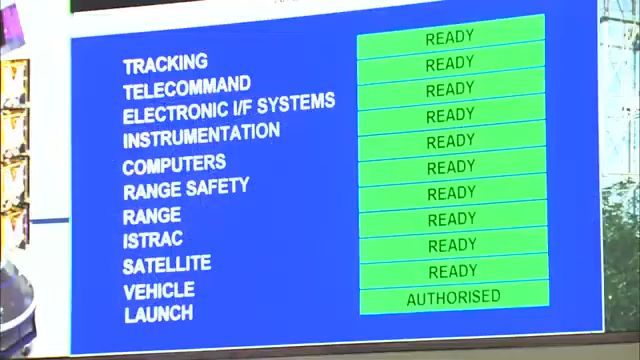 TRACKING READY
TELECOMMAND READY
ELECTRONIC I/F SYSTEMS READY
INSTRUMENTATION READY
COMPUTERS READY
RANGE SAFETY READY
RANGE READY
ISTRAC READY
SATELLITE READY
VEHICLE READY
LAUNCH AUTHORISED